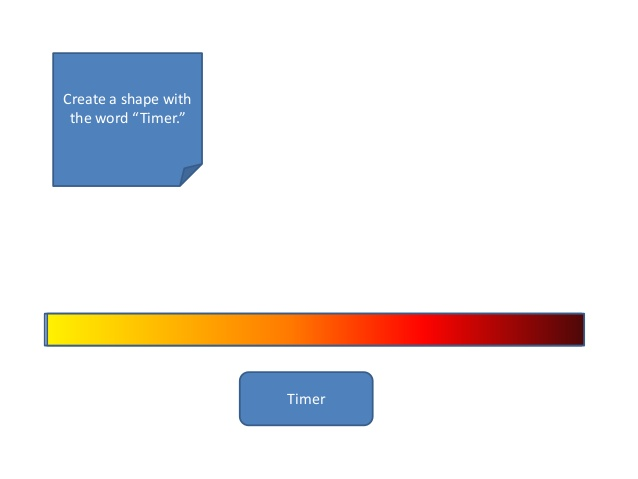 Create a shape with
the word “Timer.”
Timer